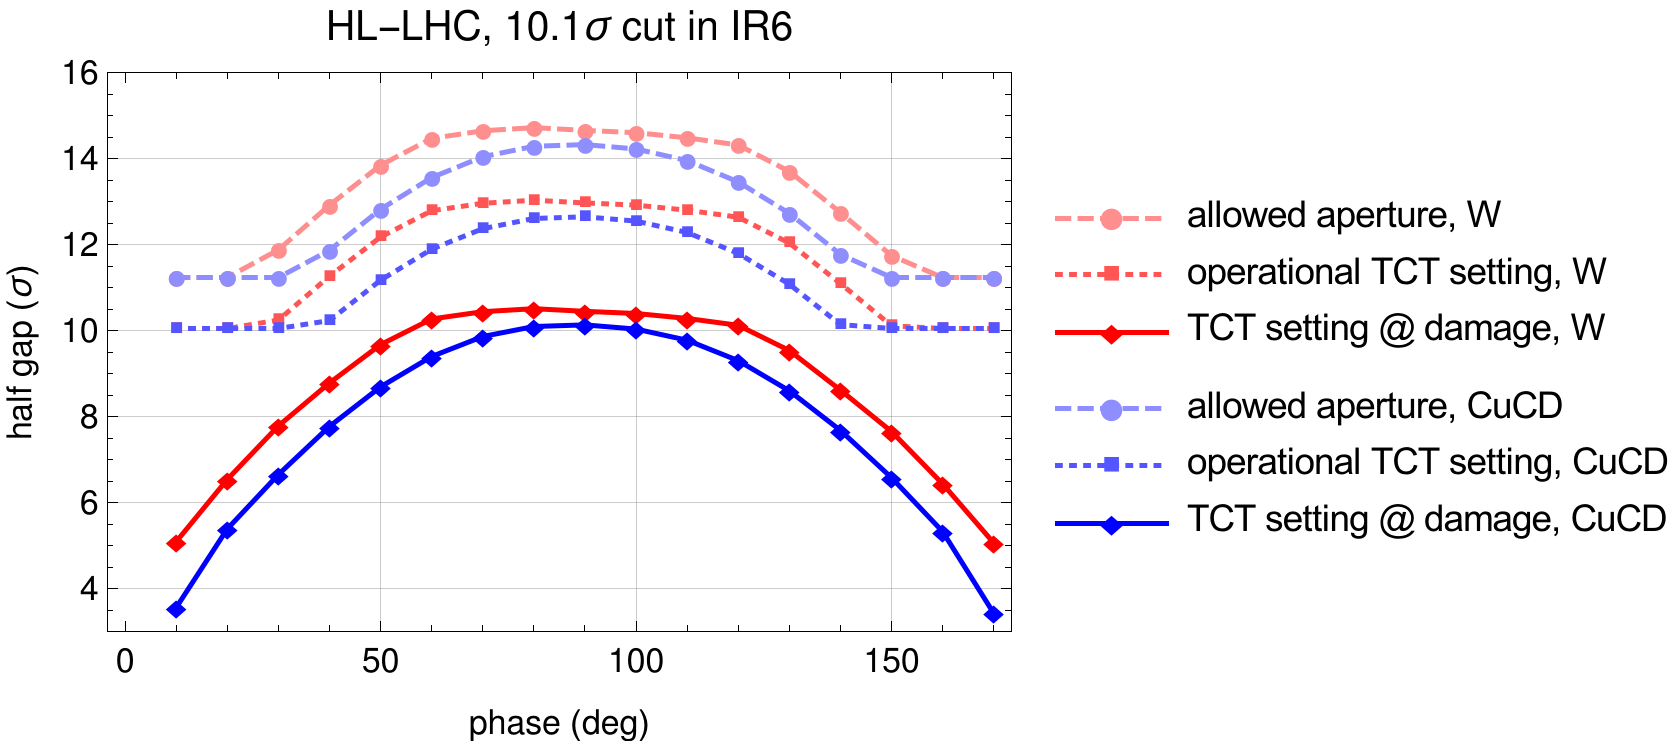 HL−LHC, 10.1σ cut in IR6
16
14
12
10
8
6
4
half gap (σ)
0 50 100 150
phase (deg)
allowed aperture, W
operational TCT setting, W
TCT setting @ damage, W
allowed aperture, CuCD
operational TCT setting, CuCD
TCT setting @ damage, CuCD